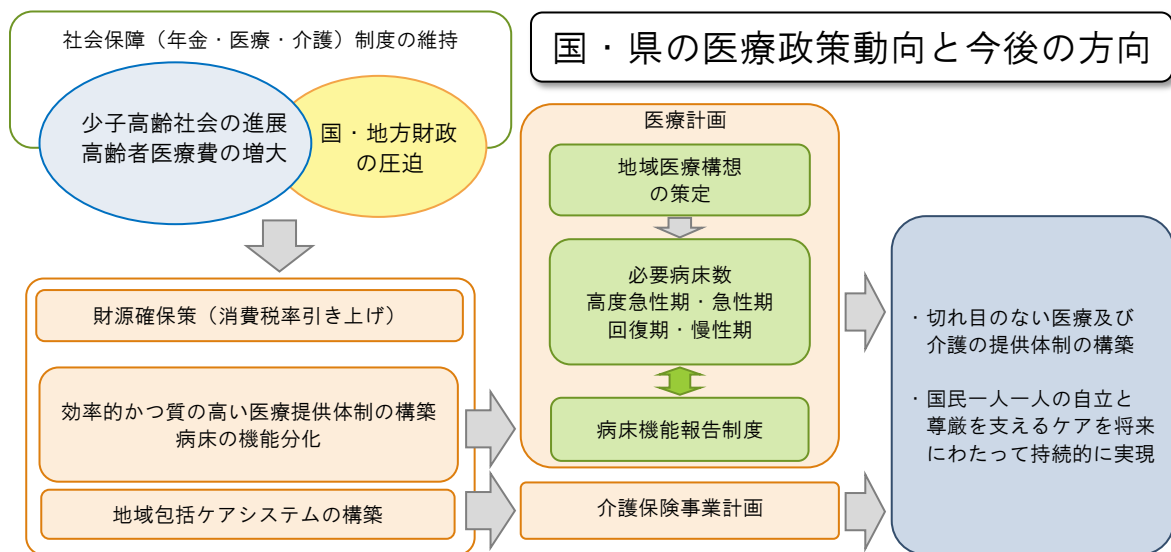 国・県の医療政策動向と今後の方向
社会保障（年金・医療・介護）制度の維持
少子高齢社会の進展
高齢者医療費の増大
国・地方財政
の圧迫
財源確保策（消費税率引き上げ）
効率的かつ質の高い医療提供体制の構築
病床の機能分化
地域包括ケアシステムの構築
医療計画
地域医療構想
の策定
必要病床数
高度急性期・急性期
回復期・慢性期
病床機能報告制度
介護保険事業計画
・切れ目のない医療及び
介護の提供体制の構築
・国民一人一人の自立と
尊厳を支えるケアを将来
にわたって持続的に実現